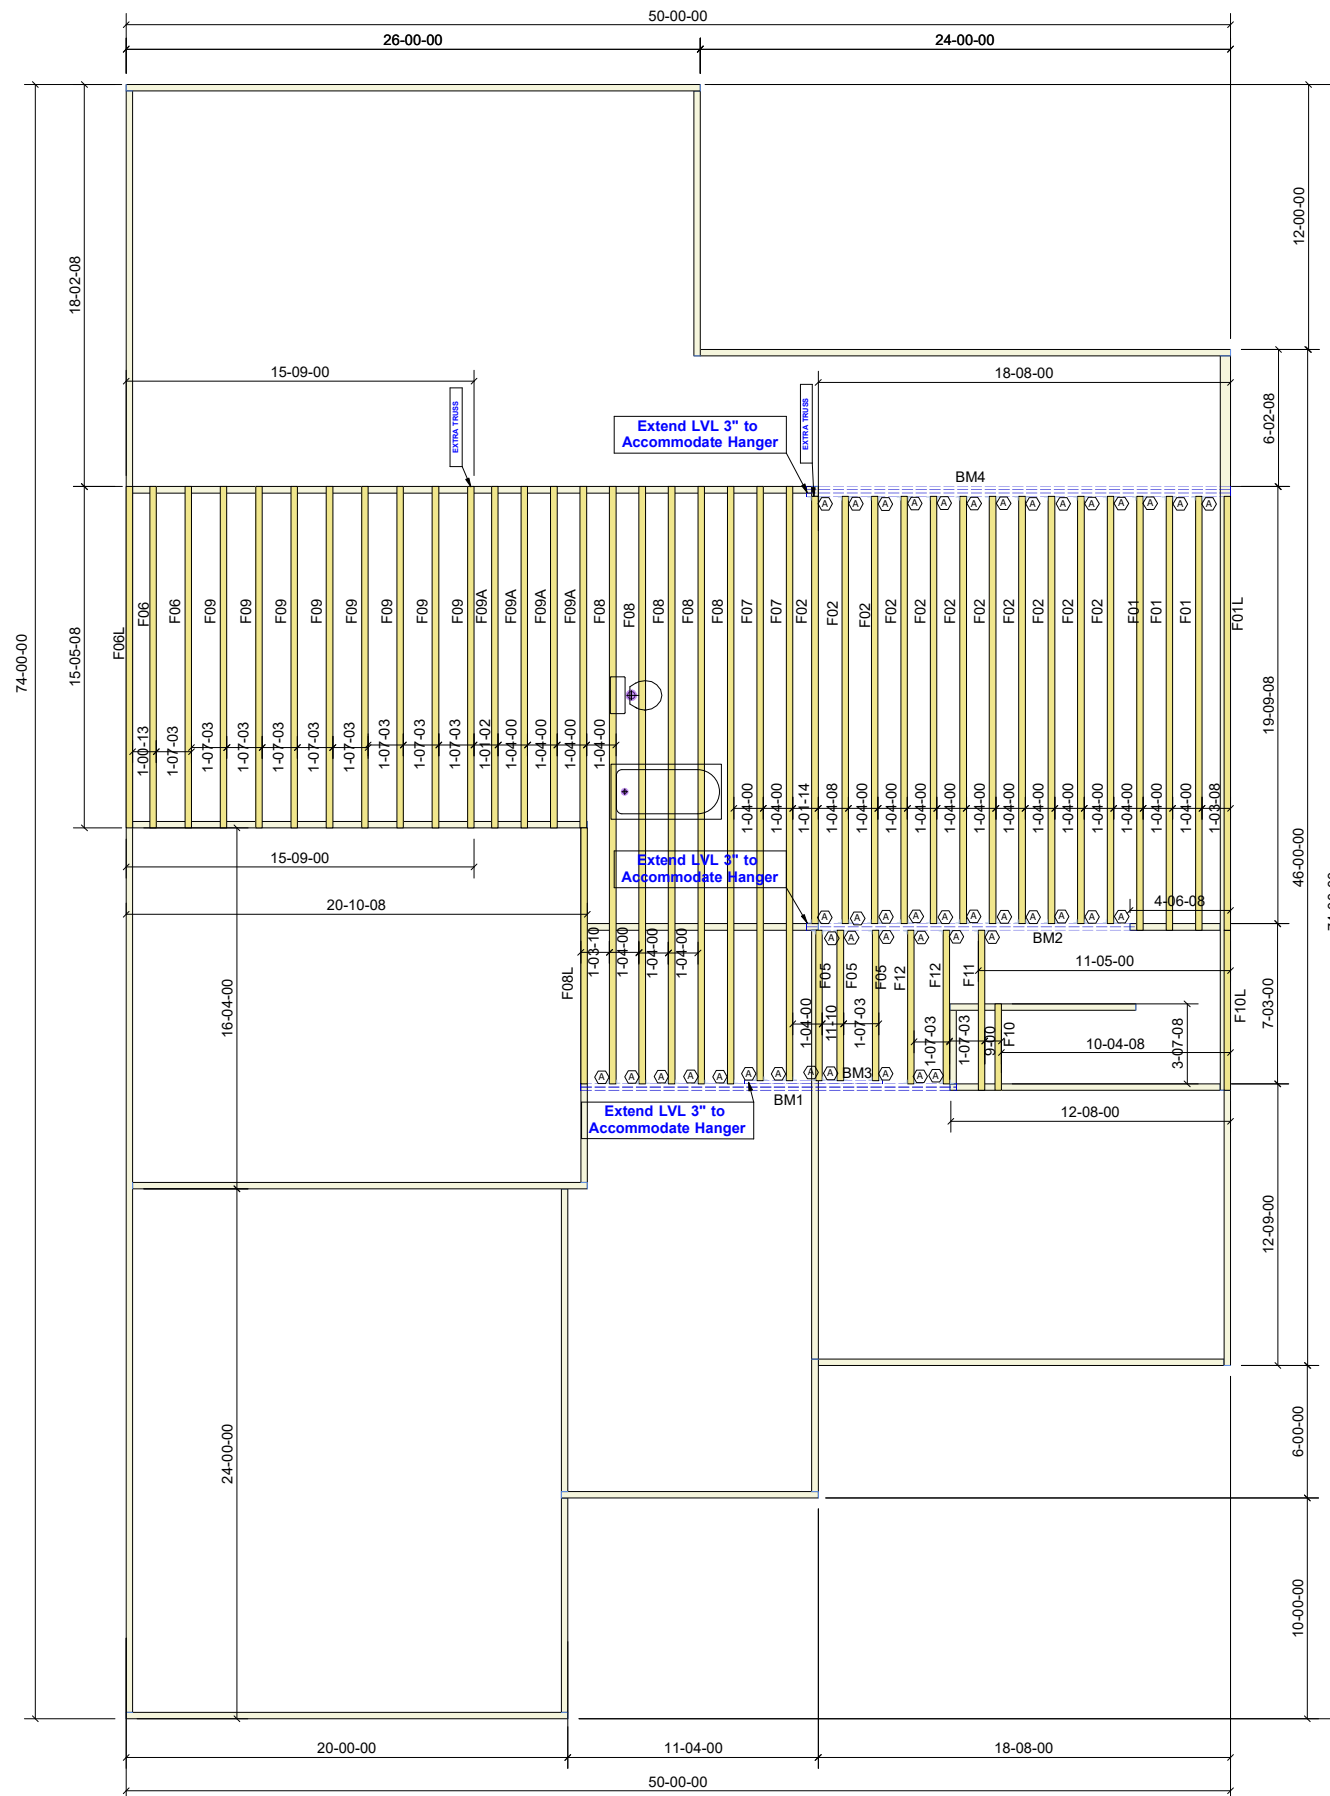 50-00-00
26-00-00
24-00-00
12-00-00
18-02-08
15-09-00
18-08-00
6-02-08
EXTRA TRUSS
EXTRA TRUSS
Extend LVL 3" to
Accommodate Hanger
BM4
A A A A A A A A A A A A A A
74-00-00
15-05-08
F06L
F06
F06
F09
F09
F09
F09
F09
F09
F09
F09
F09A
F09A
F09A
F09A
F08
F08
F08
F08
F08
F07
F07
F02
F02
F02
F02
F02
F02
F02
F02
F02
F02
F02
F01
F01
F01
F01L
19-09-08
46-00-00
1-00-13
1-07-03
1-07-03
1-07-03
1-07-03
1-07-03
1-07-03
1-07-03
1-07-03
1-07-03
1-01-02
1-04-00
1-04-00
1-04-00
1-04-00
1-04-00
1-04-00
1-01-14
1-04-08
1-04-00
1-04-00
1-04-00
1-04-00
1-04-00
1-04-00
1-04-00
1-04-00
1-04-00
1-04-00
1-04-00
1-03-08
15-09-00
Extend LVL 3" to
Accommodate Hanger
20-10-08
4-06-08
A A A A A A A A A A A
BM2
A A A A A A
11-05-00
16-04-00
F08L
1-03-10
1-04-00
1-04-00
1-04-00
F05
F05
F05
F12
F12
F11
F10
F10L
7-03-00
1-04-00
11-10
1-07-03
1-07-03
1-07-03
9-00
10-04-08
3-07-08
A A A A A A A A A A A
BM3
BM1
Extend LVL 3" to
Accommodate Hanger
12-08-00
12-09-00
24-00-00
6-00-00
10-00-00
20-00-00
11-04-00
18-08-00
50-00-00